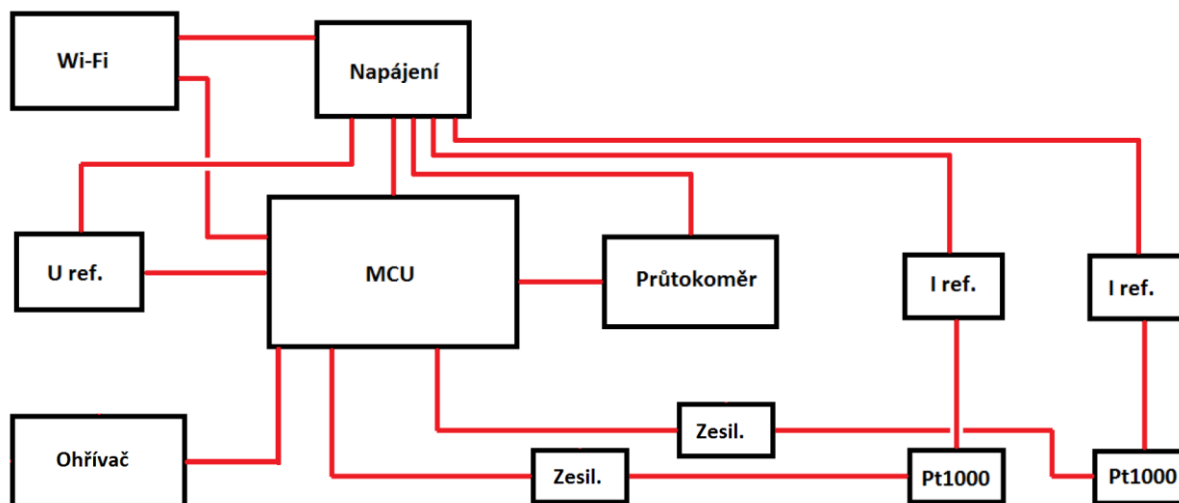 Wi-Fi
Napájení
U ref.
MCU
Průtokoměr
I ref.
I ref.
Zesil.
Ohřívač
Zesil.
Pt1000
Pt1000